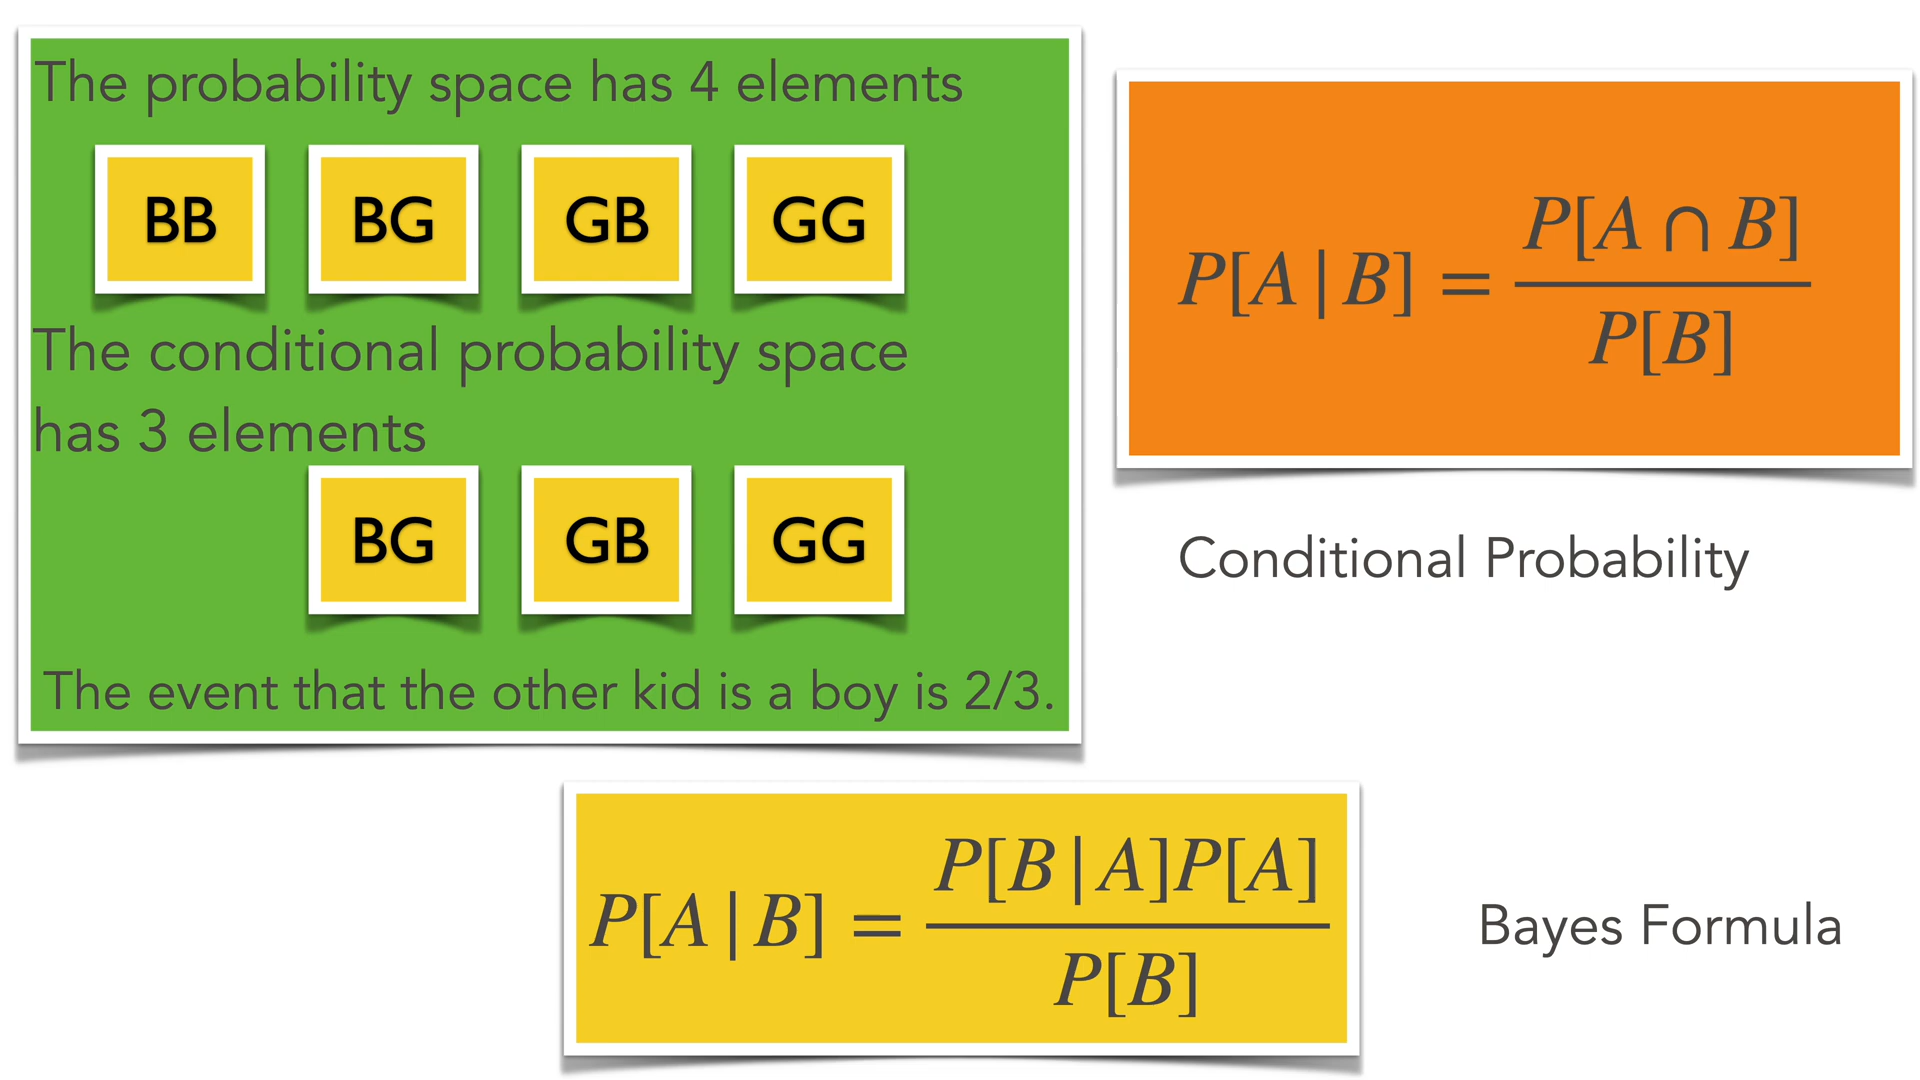 The probability space has 4 elements
BB BG GB GG
The conditional probability space
has 3 elements
BG GB GG
The event that the other kid is a boy is 2/3.
P[A | B] = P[A ∩ B] / P[B]
Conditional Probability
P[A | B] = P[B | A]P[A] / P[B]
Bayes Formula